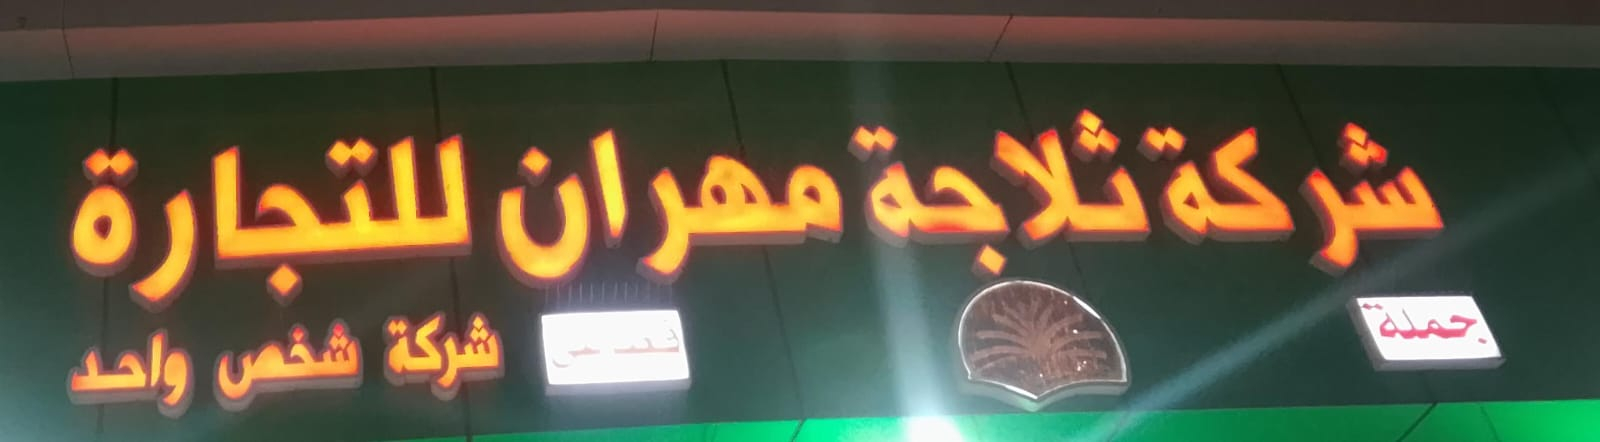 شركة ثلاجة مهران للتجارة
جملة
شركة شخص واحد